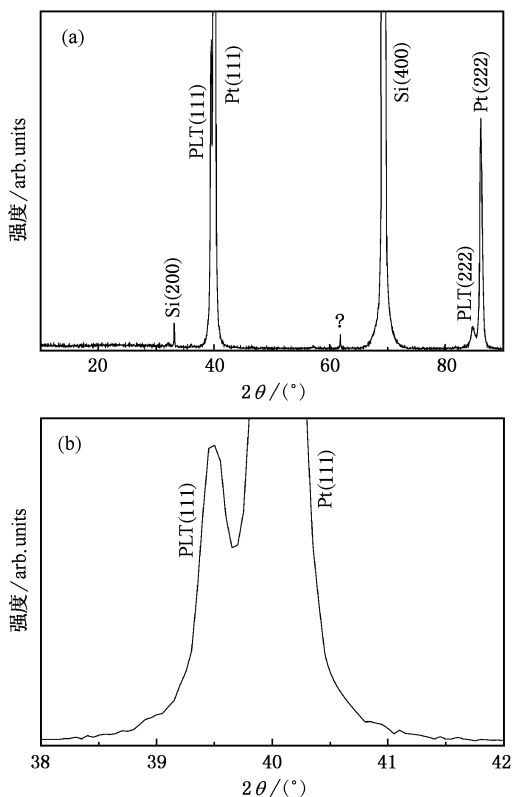 (a)
PLT(111)
Pt(111)
Si(400)
Pt(222)
Si(200)
?
PLT(222)
强度/arb.units
20
40
60
80
2θ/(°)
(b)
PLT(111)
Pt(111)
强度/arb.units
38
39
40
41
42
2θ/(°)